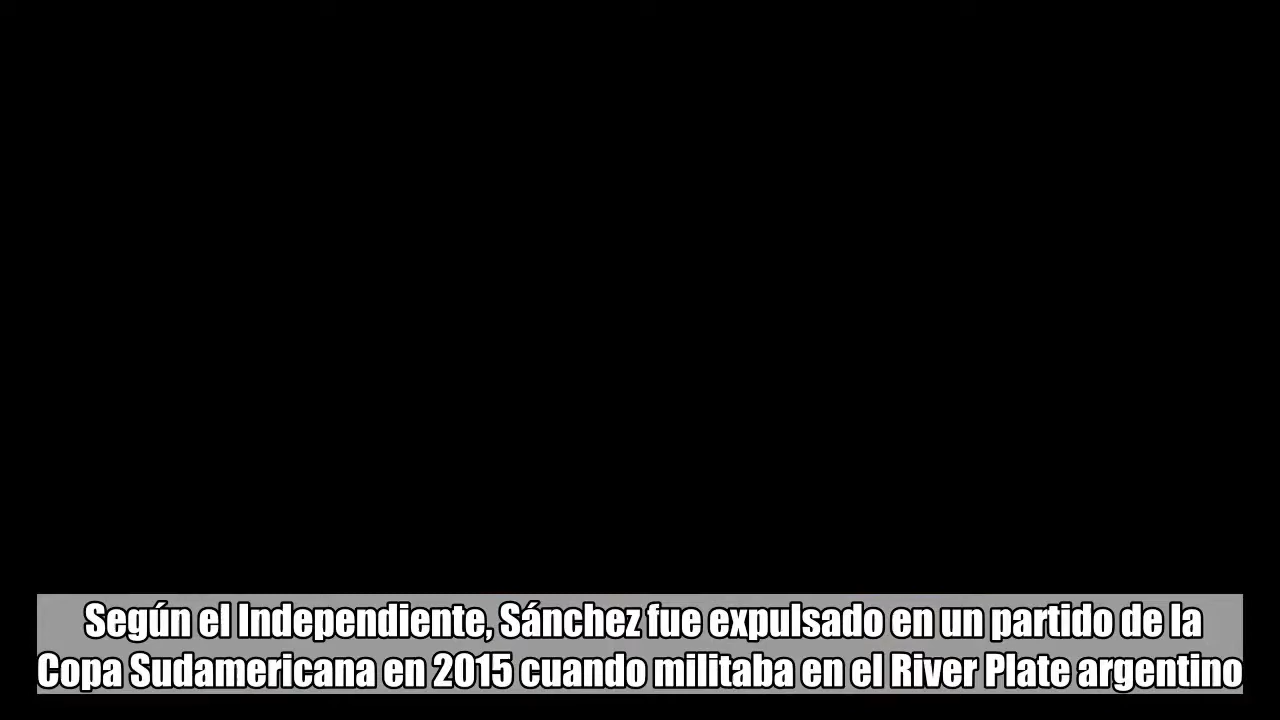 Según el Independiente, Sánchez fue expulsado en un partido de la
Copa Sudamericana en 2015 cuando militaba en el River Plate argentino